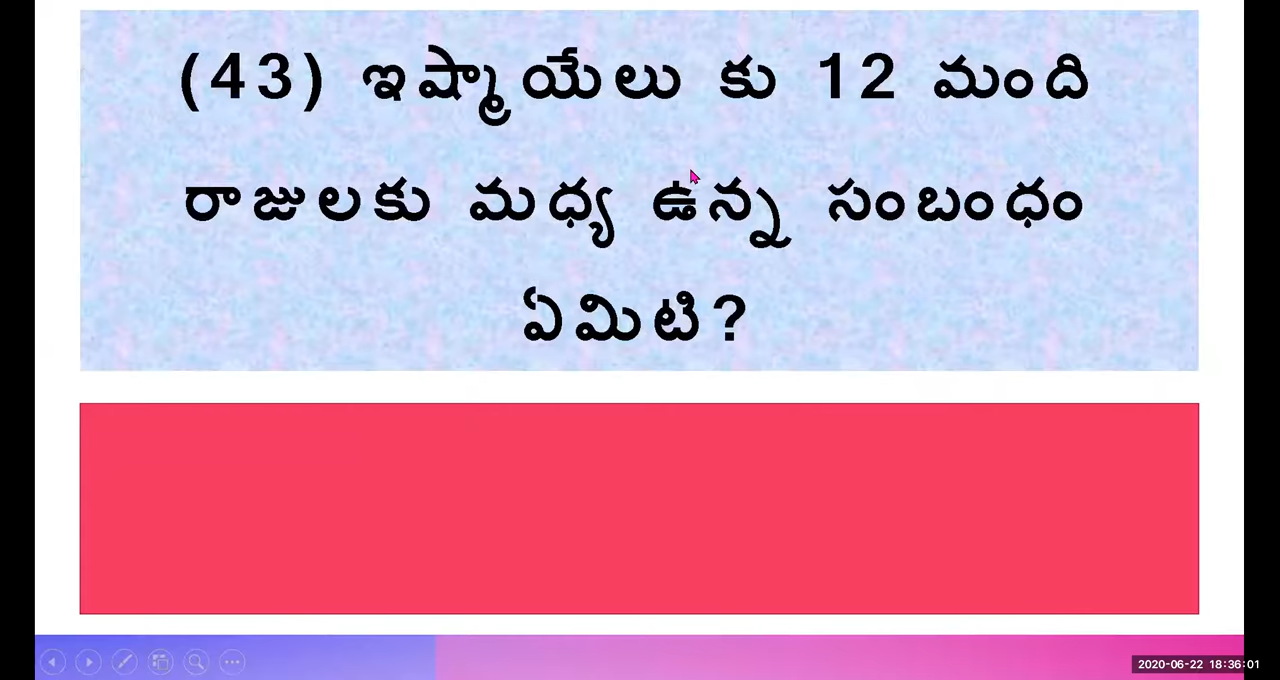 (43) ఇష్మాయేలు కు 12 మంది
రాజులకు మధ్య ఉన్న సంబంధం
ఏమిటి?
2020-06-22 18:36:01